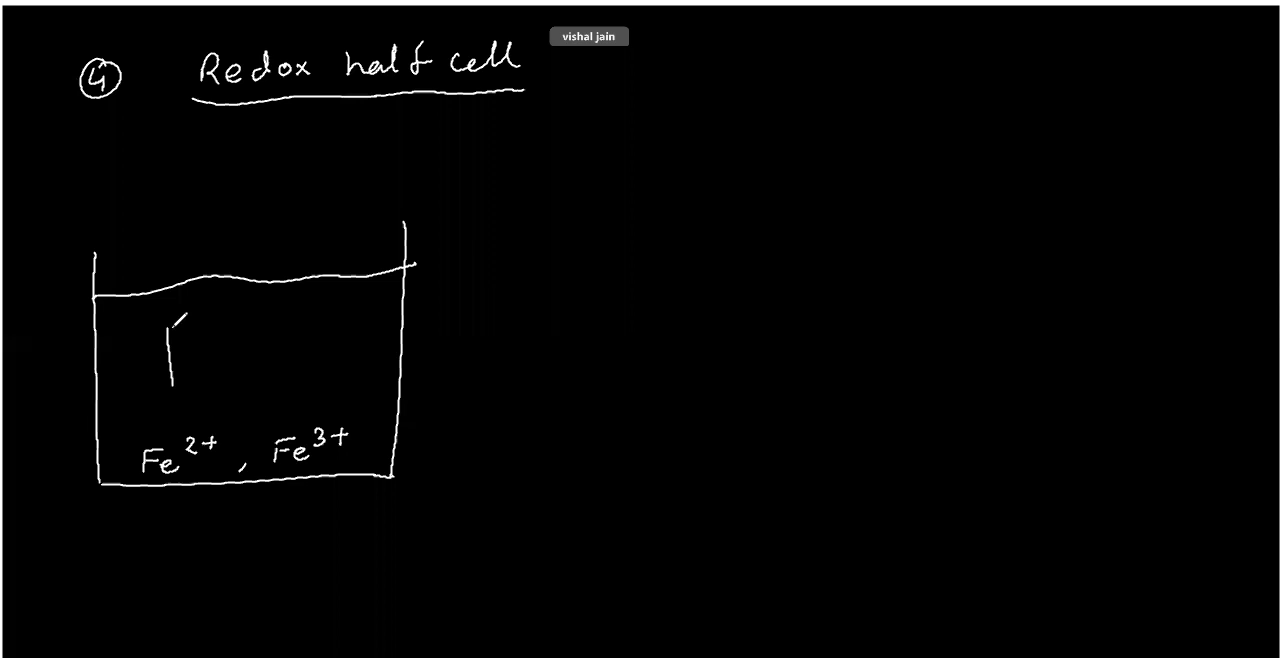 vishal jain
④ Redox half cell
Fe²⁺ , Fe³⁺